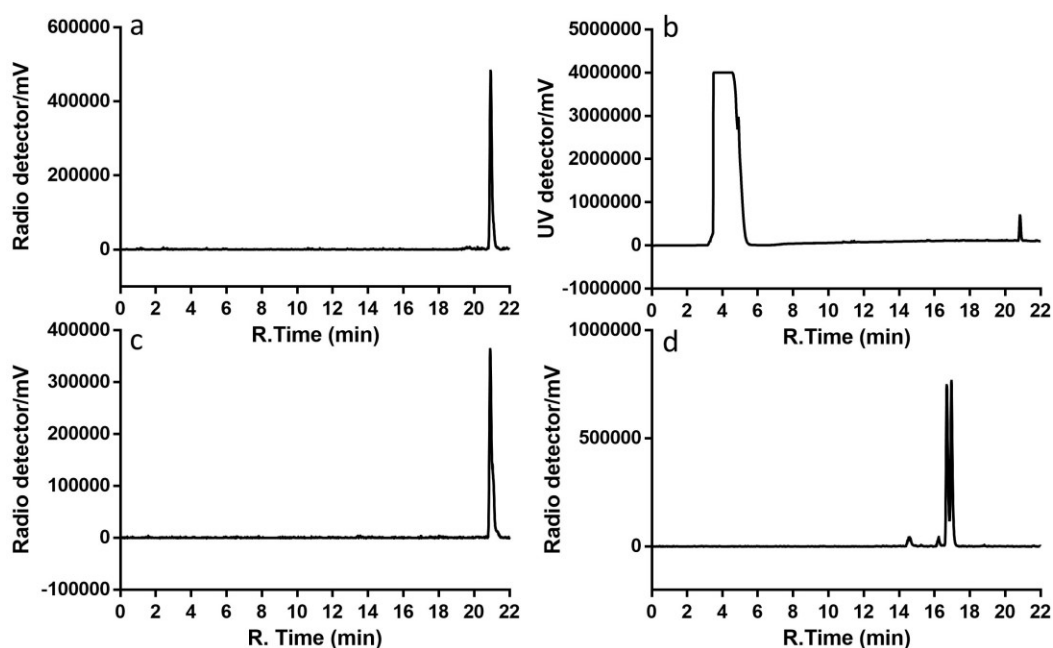 a
600000
400000
200000
0
Radio detector/mV
0 2 4 6 8 10 12 14 16 18 20 22
R.Time (min)
b
5000000
4000000
3000000
2000000
1000000
0
-1000000
UV detector/mV
0 2 4 6 8 10 12 14 16 18 20 22
R.Time (min)
c
400000
300000
200000
100000
0
-100000
Radio detector/mV
0 2 4 6 8 10 12 14 16 18 20 22
R. Time (min)
d
1000000
500000
0
Radio detector/mV
0 2 4 6 8 10 12 14 16 18 20 22
R.Time (min)